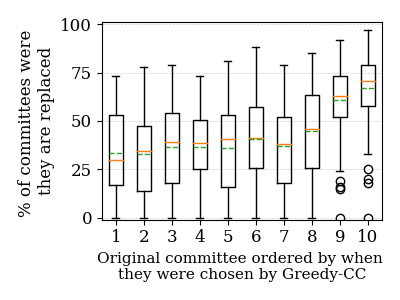 % of committees were
they are replaced
100
75
50
25
0
1 2 3 4 5 6 7 8 9 10
Original committee ordered by when
they were chosen by Greedy-CC